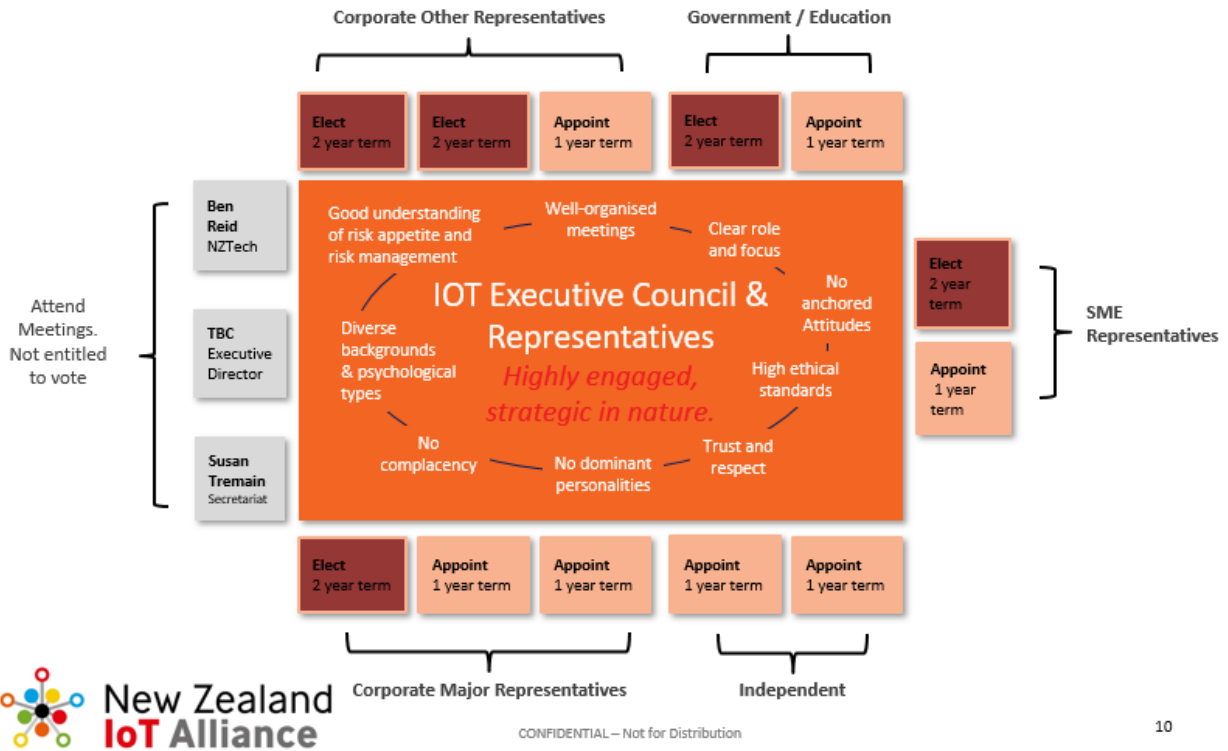 Corporate Other Representatives
Government / Education
Elect
2 year term
Elect
2 year term
Appoint
1 year term
Elect
2 year term
Appoint
1 year term
Attend
Meetings.
Not entitled
to vote
Ben
Reid
NZTech
TBC
Executive
Director
Susan
Tremain
Secretariat
Good understanding
of risk appetite and
risk management
Well-organised
meetings
Clear role
and focus
No
anchored
Attitudes
IOT Executive Council &
Representatives
Highly engaged,
strategic in nature.
Diverse
backgrounds
& psychological
types
High ethical
standards
No
complacency
No dominant
personalities
Trust and
respect
Elect
2 year
term
Appoint
1 year
term
SME
Representatives
Elect
2 year term
Appoint
1 year term
Appoint
1 year term
Appoint
1 year term
Appoint
1 year term
Corporate Major Representatives
Independent
New Zealand
IoT Alliance
CONFIDENTIAL – Not for Distribution
10